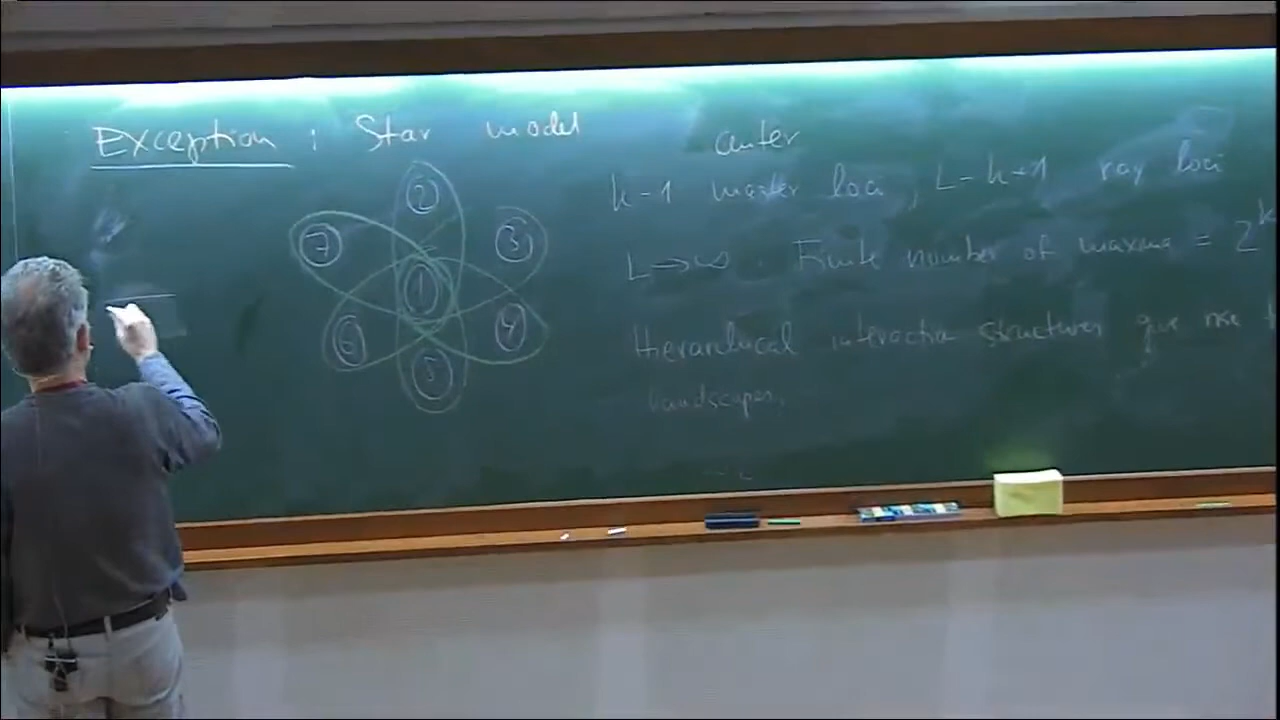 Exception : Star model
center
k-1 master loci, L-k+1 ray loci
L→∞. Finite number of maxima = 2^k
Hierarchical interaction structures give rise
landscapes.
2
7
3
1
6
4
5